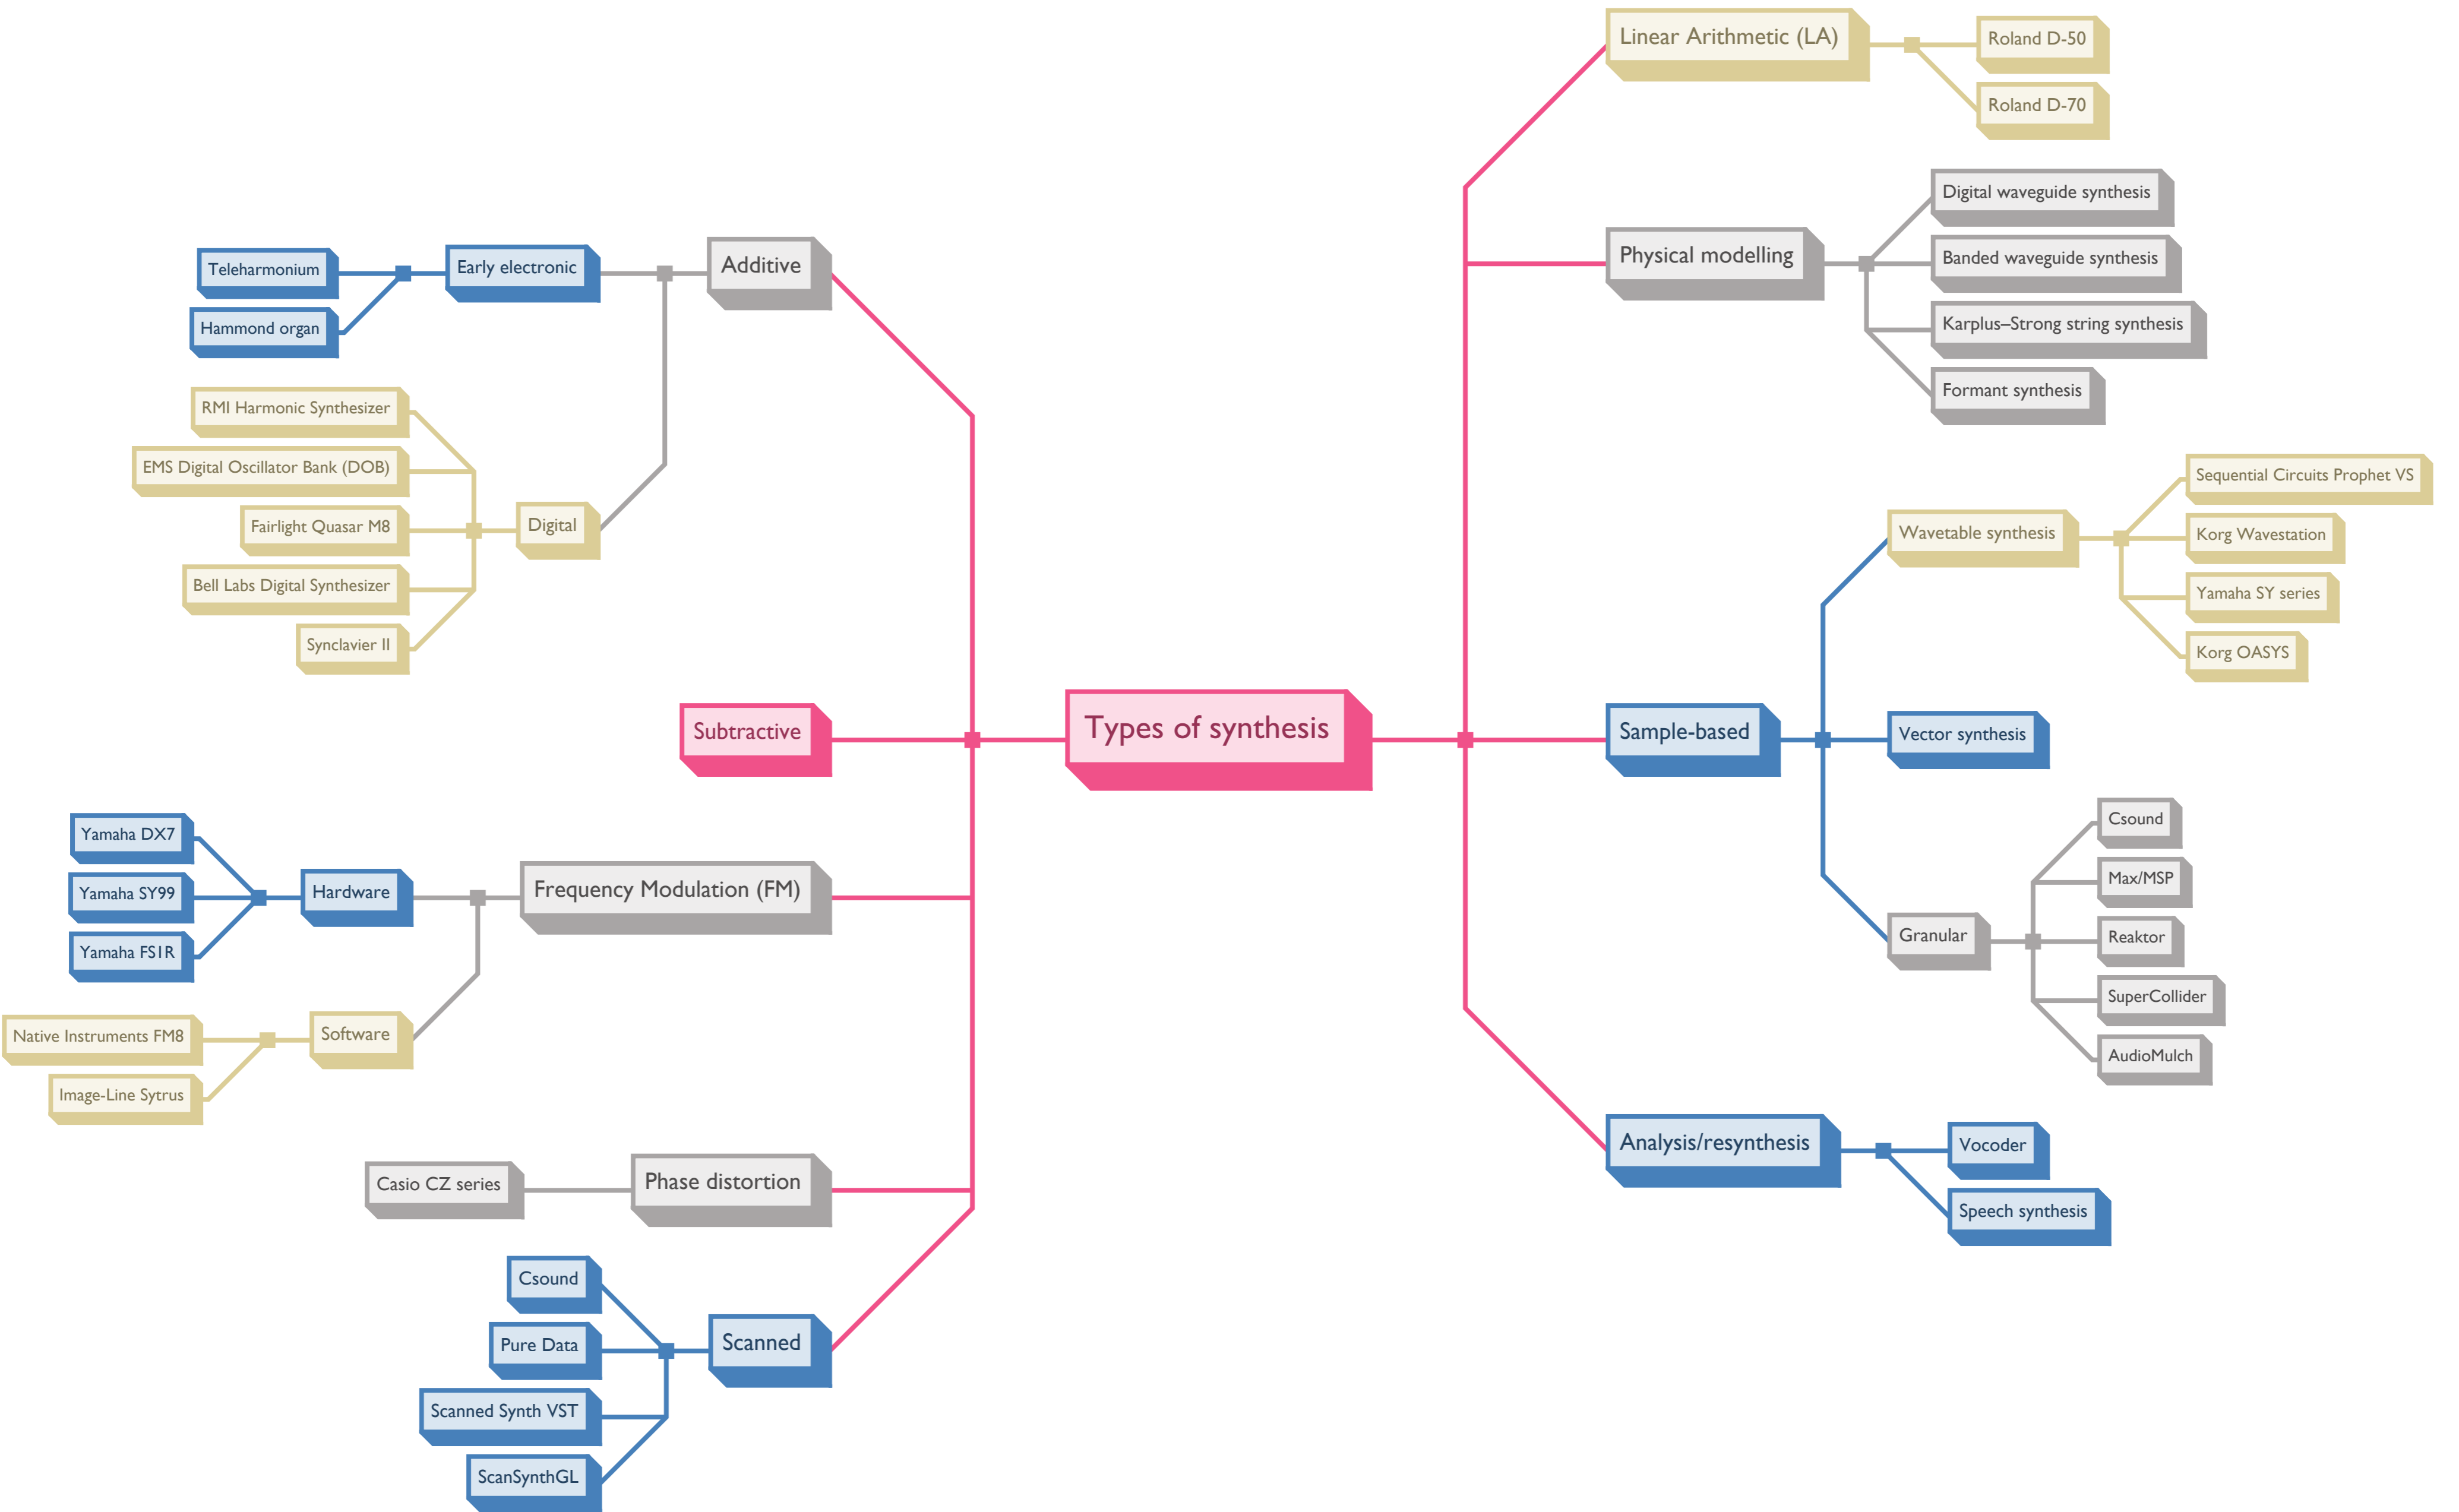 Types of synthesis
Additive
Early electronic
Teleharmonium
Hammond organ
Digital
RMI Harmonic Synthesizer
EMS Digital Oscillator Bank (DOB)
Fairlight Quasar M8
Bell Labs Digital Synthesizer
Synclavier II
Subtractive
Frequency Modulation (FM)
Hardware
Yamaha DX7
Yamaha SY99
Yamaha FS1R
Software
Native Instruments FM8
Image-Line Sytrus
Phase distortion
Casio CZ series
Scanned
Csound
Pure Data
Scanned Synth VST
ScanSynthGL
Linear Arithmetic (LA)
Roland D-50
Roland D-70
Physical modelling
Digital waveguide synthesis
Banded waveguide synthesis
Karplus–Strong string synthesis
Formant synthesis
Sample-based
Wavetable synthesis
Sequential Circuits Prophet VS
Korg Wavestation
Yamaha SY series
Korg OASYS
Vector synthesis
Granular
Csound
Max/MSP
Reaktor
SuperCollider
AudioMulch
Analysis/resynthesis
Vocoder
Speech synthesis